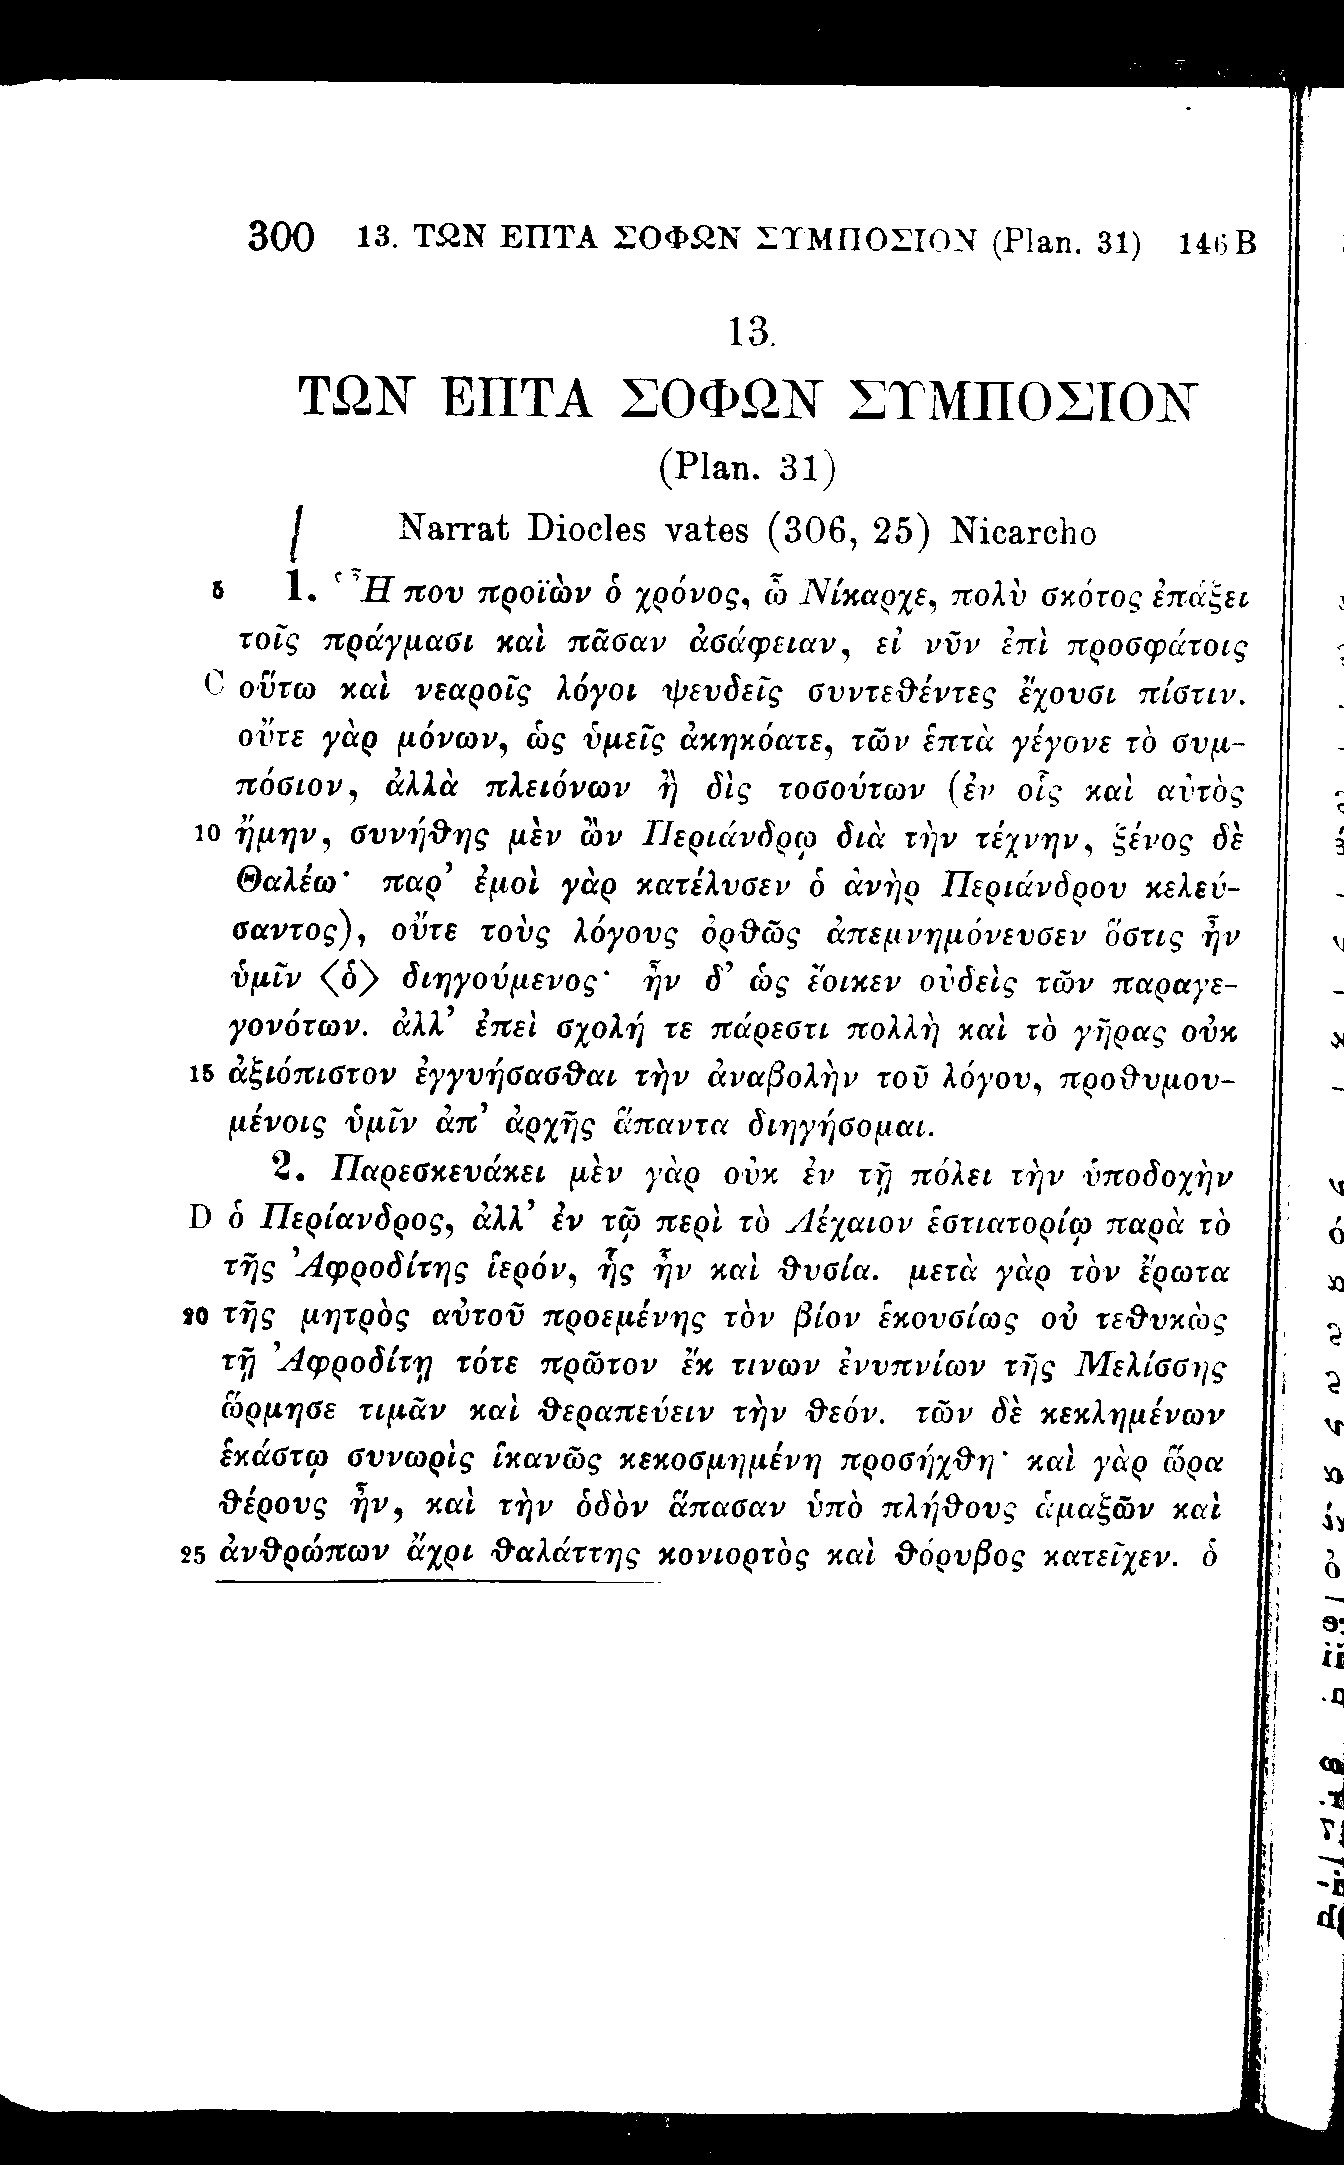 300 13. ΤΩΝ ΕΠΤΑ ΣΟΦΩΝ ΣΥΜΠΟΣΙΟΝ (Plan. 31) 146 B
13.
ΤΩΝ ΕΠΤΑ ΣΟΦΩΝ ΣΥΜΠΟΣΙΟΝ
(Plan. 31)
Narrat Diocles vates (306, 25) Nicarcho
5 1. Ἦ που προϊὼν ὁ χρόνος, ὦ Νίκαρχε, πολὺ σκότος ἐπάξει
τοῖς πράγμασι καὶ πᾶσαν ἀσάφειαν, εἰ νῦν ἐπὶ προσφάτοις
C οὕτω καὶ νεαροῖς λόγοι ψευδεῖς συντεθέντες ἔχουσι πίστιν.
οὔτε γὰρ μόνων, ὡς ὑμεῖς ἀκηκόατε, τῶν ἑπτὰ γέγονε τὸ συμ-
πόσιον, ἀλλὰ πλειόνων ἢ δὶς τοσούτων (ἐν οἷς καὶ αὐτὸς
10 ἤμην, συνήθης μὲν ὢν Περιάνδρῳ διὰ τὴν τέχνην, ξένος δὲ
Θαλέω· παρ’ ἐμοὶ γὰρ κατέλυσεν ὁ ἀνὴρ Περιάνδρου κελεύ-
σαντος), οὔτε τοὺς λόγους ὀρθῶς ἀπεμνημόνευσεν ὅστις ἦν
ὑμῖν ⟨ὁ⟩ διηγούμενος· ἦν δ’ ὡς ἔοικεν οὐδεὶς τῶν παραγε-
γονότων. ἀλλ’ ἐπεὶ σχολή τε πάρεστι πολλὴ καὶ τὸ γῆρας οὐκ
15 ἀξιόπιστον ἐγγυήσασθαι τὴν ἀναβολὴν τοῦ λόγου, προθυμου-
μένοις ὑμῖν ἀπ’ ἀρχῆς ἅπαντα διηγήσομαι.
2. Παρεσκευάκει μὲν γὰρ οὐκ ἐν τῇ πόλει τὴν ὑποδοχὴν
D ὁ Περίανδρος, ἀλλ’ ἐν τῷ περὶ τὸ Λέχαιον ἑστιατορίῳ παρὰ τὸ
τῆς Ἀφροδίτης ἱερόν, ἧς ἦν καὶ θυσία. μετὰ γὰρ τὸν ἔρωτα
20 τῆς μητρὸς αὐτοῦ προεμένης τὸν βίον ἑκουσίως οὐ τεθυκὼς
τῇ Ἀφροδίτῃ τότε πρῶτον ἔκ τινων ἐνυπνίων τῆς Μελίσσης
ὥρμησε τιμᾶν καὶ θεραπεύειν τὴν θεόν. τῶν δὲ κεκλημένων
ἑκάστῳ συνωρὶς ἱκανῶς κεκοσμημένη προσήχθη· καὶ γὰρ ὥρα
θέρους ἦν, καὶ τὴν ὁδὸν ἅπασαν ὑπὸ πλήθους ἁμαξῶν καὶ
25 ἀνθρώπων ἄχρι θαλάττης κονιορτὸς καὶ θόρυβος κατεῖχεν. ὁ